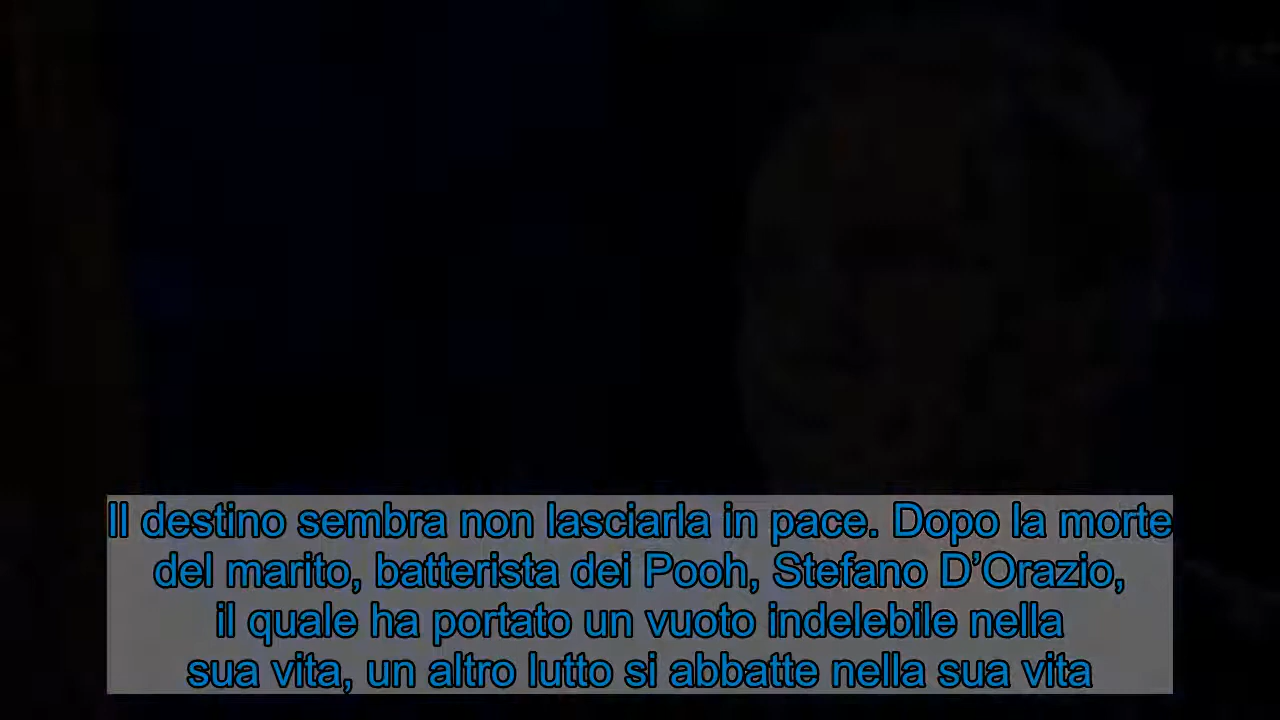 Il destino sembra non lasciarla in pace. Dopo la morte
del marito, batterista dei Pooh, Stefano D’Orazio,
il quale ha portato un vuoto indelebile nella
sua vita, un altro lutto si abbatte nella sua vita